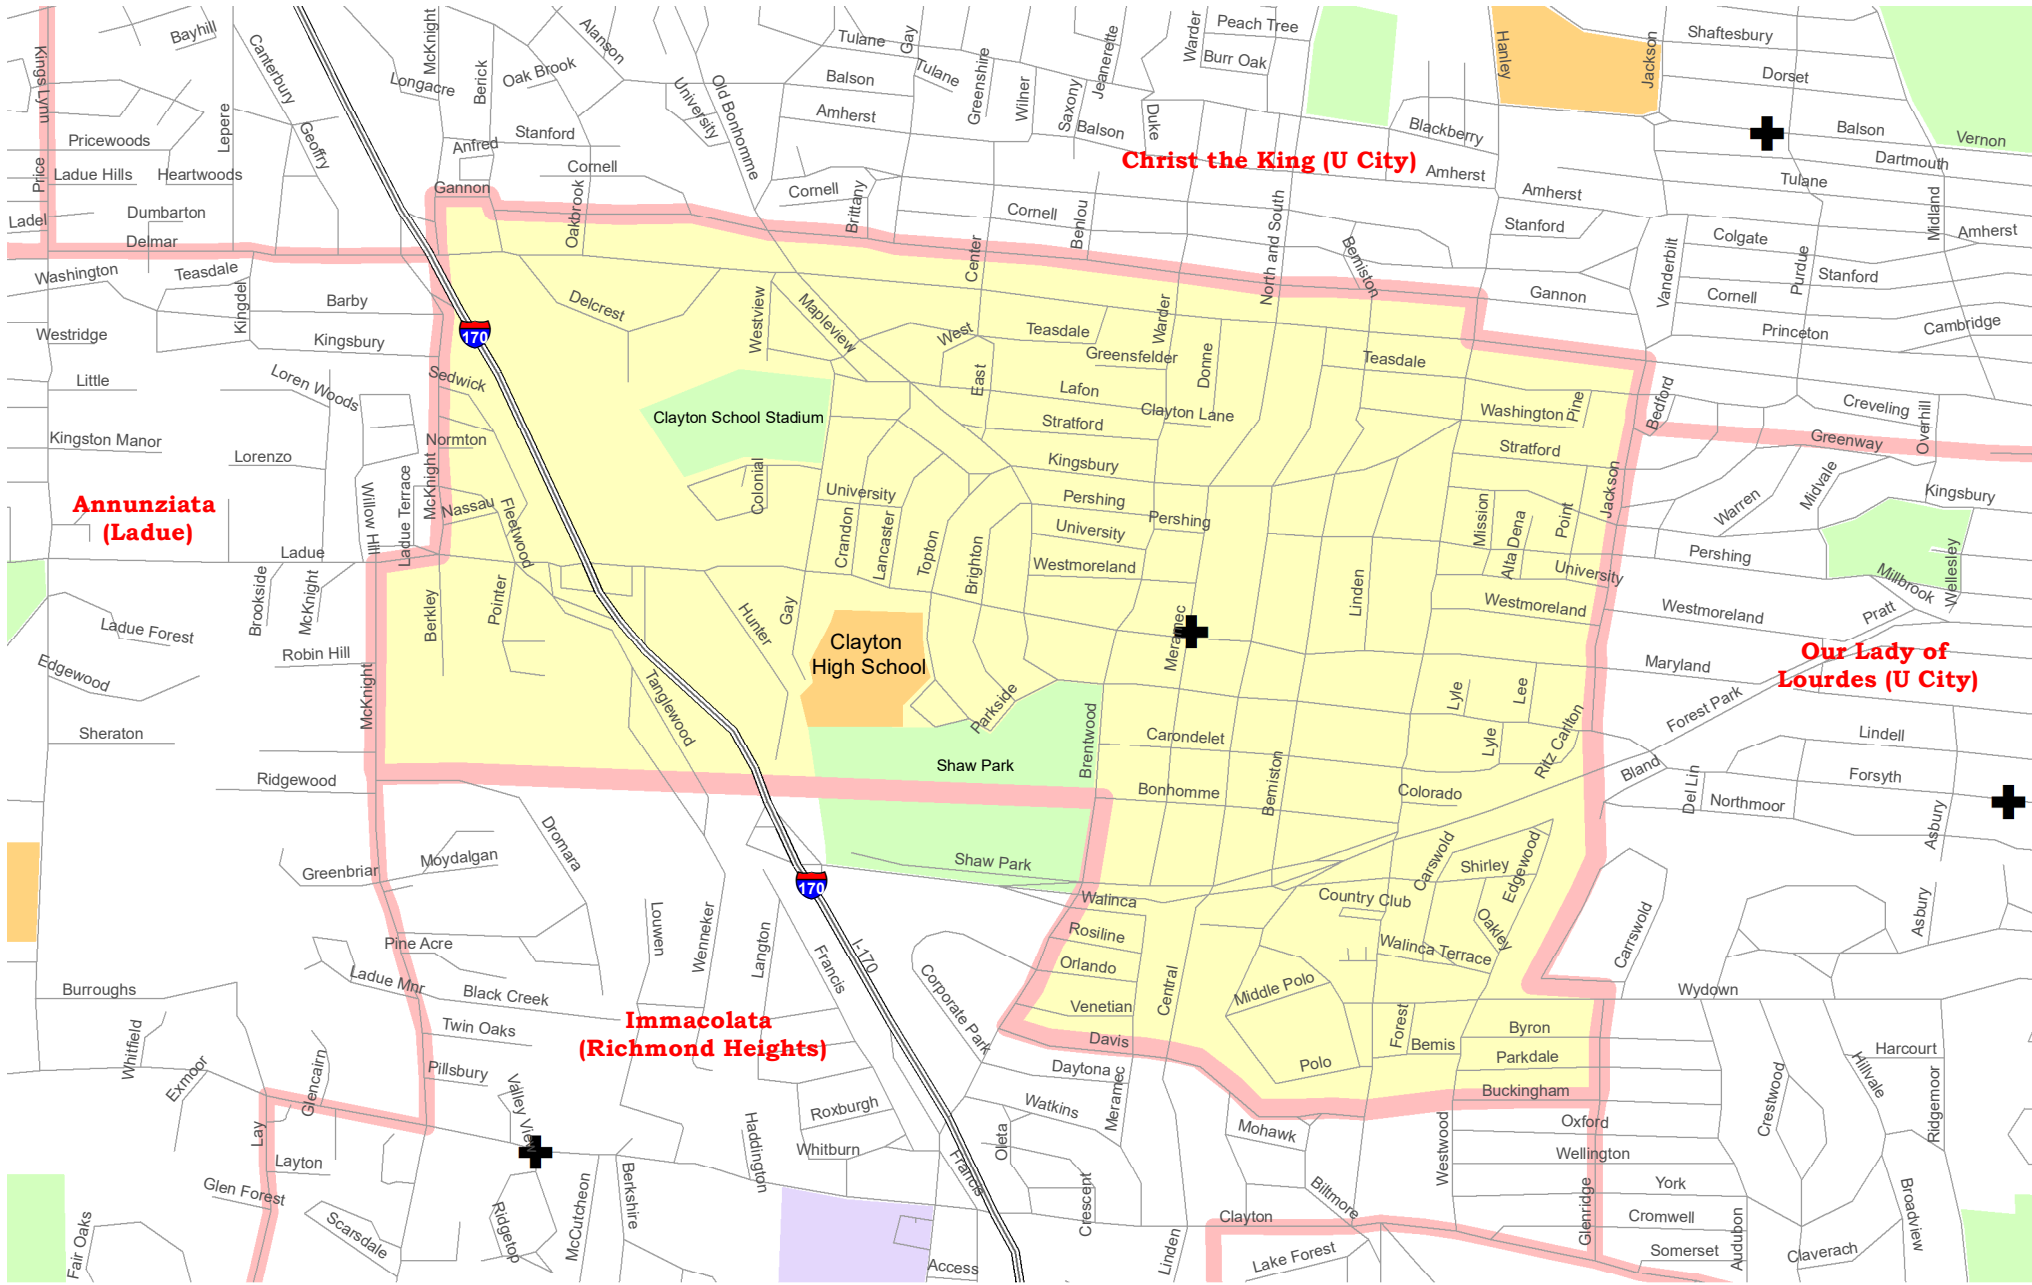 Bayhill
McKnight
Alanson
Tulane
Gay
Warder
Peach Tree
Hanley
Jackson
Shaftesbury
Kings Lynn
Canterbury
Longacre
Berick
Oak Brook
University
Old Bonhomme
Balson
Tulane
Greenshire
Wilner
Saxony
Jeanerette
Burr Oak
Dorset
Lepere
Geoffry
Stanford
Amherst
Balson
Duke
Blackberry
Balson
Vernon
Pricewoods
Anfred
Cornell
Christ the King (U City)
Dartmouth
Price
Ladue Hills
Heartwoods
Gannon
Oakbrook
Cornell
Brittany
Amherst
Amherst
Tulane
Midland
Ladel
Dumbarton
Cornell
Benlou
North and South
Stanford
Colgate
Amherst
Delmar
Center
Bemiston
Vanderbilt
Purdue
Stanford
Washington
Teasdale
Kingdel
Barby
Delcrest
Westview
Mapleview
Warder
Gannon
Cornell
Westridge
Kingsbury
170
West
Teasdale
Princeton
Cambridge
Greensfelder
Donne
Teasdale
Little
Loren Woods
Sedwick
East
Lafon
Clayton Lane
Washington
Pine
Bedford
Creveling
Overhill
Clayton School Stadium
Stratford
Kingston Manor
Normton
Stratford
Greenway
Lorenzo
McKnight
Kingsbury
Colonial
Jackson
Midvale
Kingsbury
Annunziata
(Ladue)
Willow Hill
Ladue Terrace
Nassau
Fleetwood
University
Pershing
Pershing
Mission
Point
Warren
Crandon
Lancaster
Topton
Brighton
University
Alta Dena
Pershing
Ladue
Westmoreland
University
Millbrook
Wellesley
Brookside
McKnight
Berkley
Pointer
Hunter
Gay
Linden
Westmoreland
Westmoreland
Pratt
Ladue Forest
Clayton
High School
Meramec
Robin Hill
Edgewood
Maryland
Our Lady of
Lourdes (U City)
McKnight
Tanglewood
Parkside
Lyle
Lee
Forest Park
Sheraton
Brentwood
Carondelet
Lyle
Ritz Carlton
Lindell
Shaw Park
Bland
Forsyth
Ridgewood
Bonhomme
Bemiston
Colorado
Del Lin
Northmoor
Asbury
Dromara
Moydalgan
Greenbriar
Shaw Park
Carswold
Shirley
Edgewood
170
Walinca
Country Club
Asbury
Louwen
Wenneker
Langton
Francis
I-170
Rosiline
Oakley
Carrswold
Pine Acre
Walinca Terrace
Orlando
Ladue Mnr
Black Creek
Corporate Park
Central
Middle Polo
Burroughs
Venetian
Wydown
Immacolata
(Richmond Heights)
Twin Oaks
Forest
Byron
Whitfield
Davis
Bemis
Parkdale
Harcourt
Exmoor
Glencairn
Pillsbury
Daytona
Polo
Buckingham
Crestwood
Hillvale
Ridgemoor
Valley View
Roxburgh
Watkins
Meramec
Lay
Haddington
Whitburn
Oleta
Mohawk
Westwood
Oxford
Layton
Wellington
Glen Forest
Francis
Crescent
Biltmore
York
Broadview
Fair Oaks
Scarsdale
Ridgetop
McCutcheon
Berkshire
Clayton
Glenridge
Cromwell
Audubon
Access
Linden
Lake Forest
Somerset
Claverach